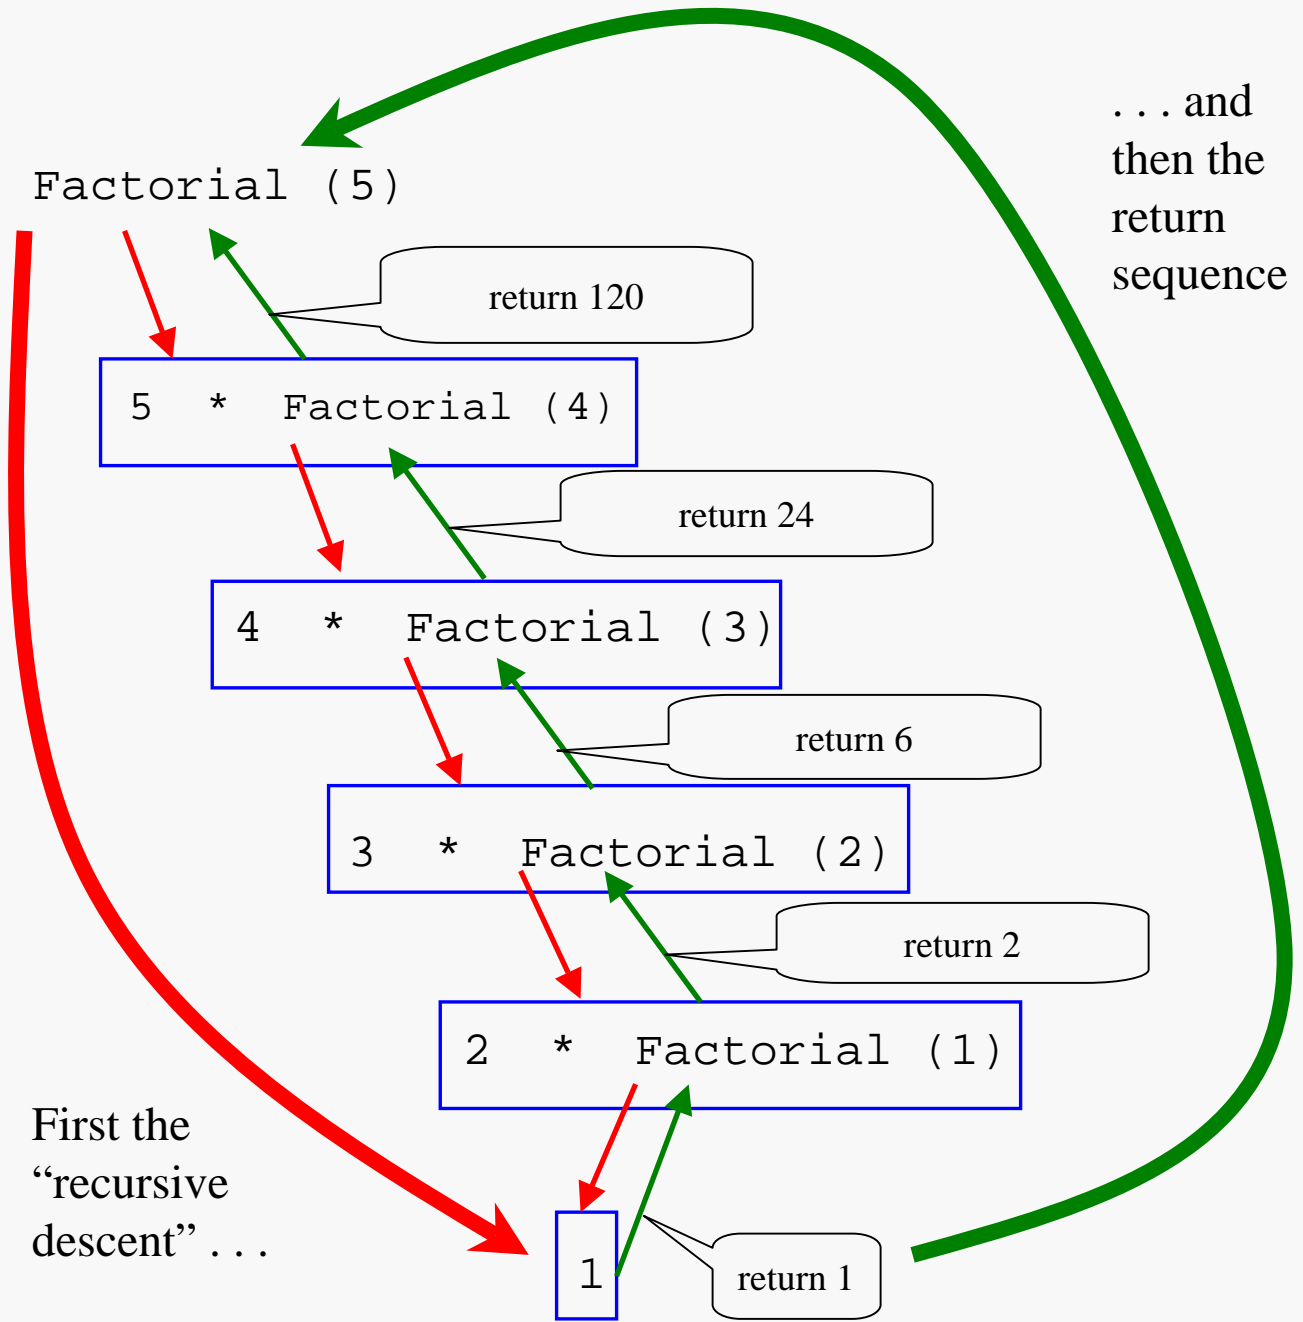 . . . and
then the
return
sequence
Factorial (5)
return 120
5 * Factorial (4)
return 24
4 * Factorial (3)
return 6
3 * Factorial (2)
return 2
2 * Factorial (1)
First the
“recursive
descent” . . .
1
return 1